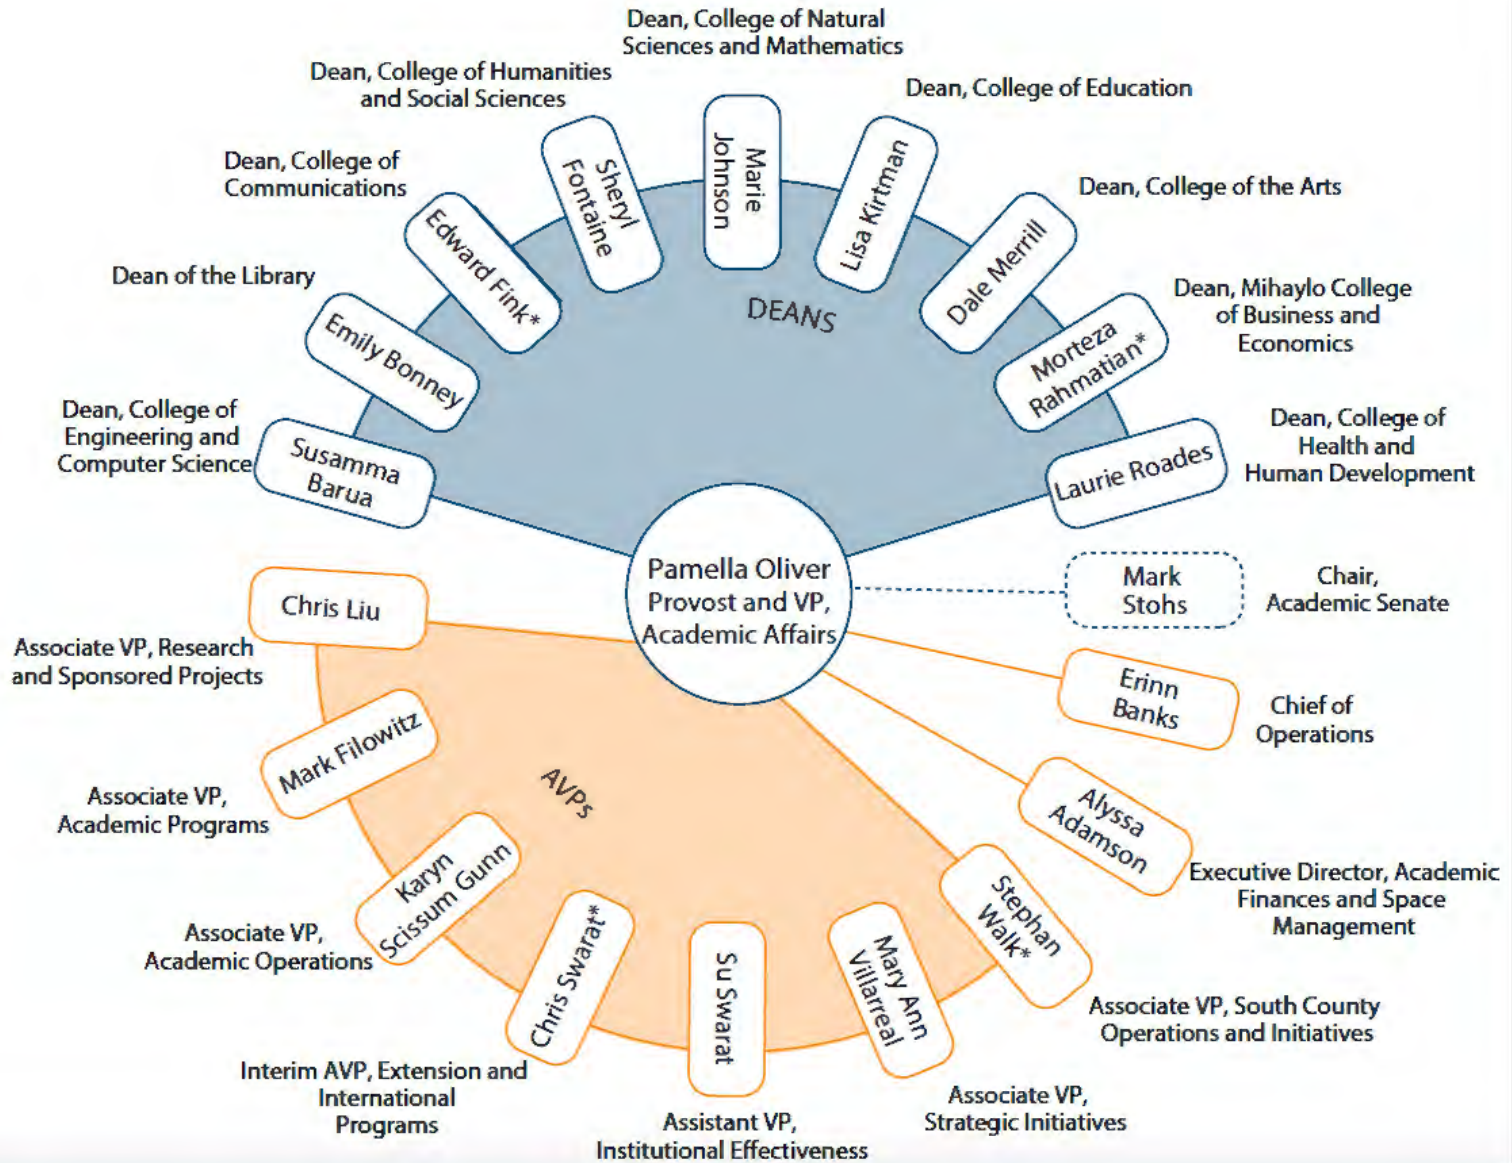 Dean, College of Natural
Sciences and Mathematics
Dean, College of Humanities
and Social Sciences
Dean, College of Education
Dean, College of
Communications
Dean, College of the Arts
Dean of the Library
Dean, Mihaylo College
of Business and
Economics
Dean, College of
Engineering and
Computer Science
Dean, College of
Health and
Human Development
Marie
Johnson
Sheryl
Fontaine
Lisa Kirtman
Edward Fink*
Dale Merrill
Emily Bonney
Morteza
Rahmatian*
Susamma
Barua
Laurie Roades
DEANS
Pamella Oliver
Provost and VP,
Academic Affairs
Mark
Stohs
Chair,
Academic Senate
Erinn
Banks
Chief of
Operations
Alyssa
Adamson
Executive Director, Academic
Finances and Space
Management
Chris Liu
Associate VP, Research
and Sponsored Projects
Mark Filowitz
Associate VP,
Academic Programs
AVPs
Karyn
Scissum Gunn
Associate VP,
Academic Operations
Chris Swarat*
Interim AVP, Extension and
International
Programs
Su Swarat
Assistant VP,
Institutional Effectiveness
Mary Ann
Villarreal
Associate VP,
Strategic Initiatives
Stephan
Walk*
Associate VP, South County
Operations and Initiatives